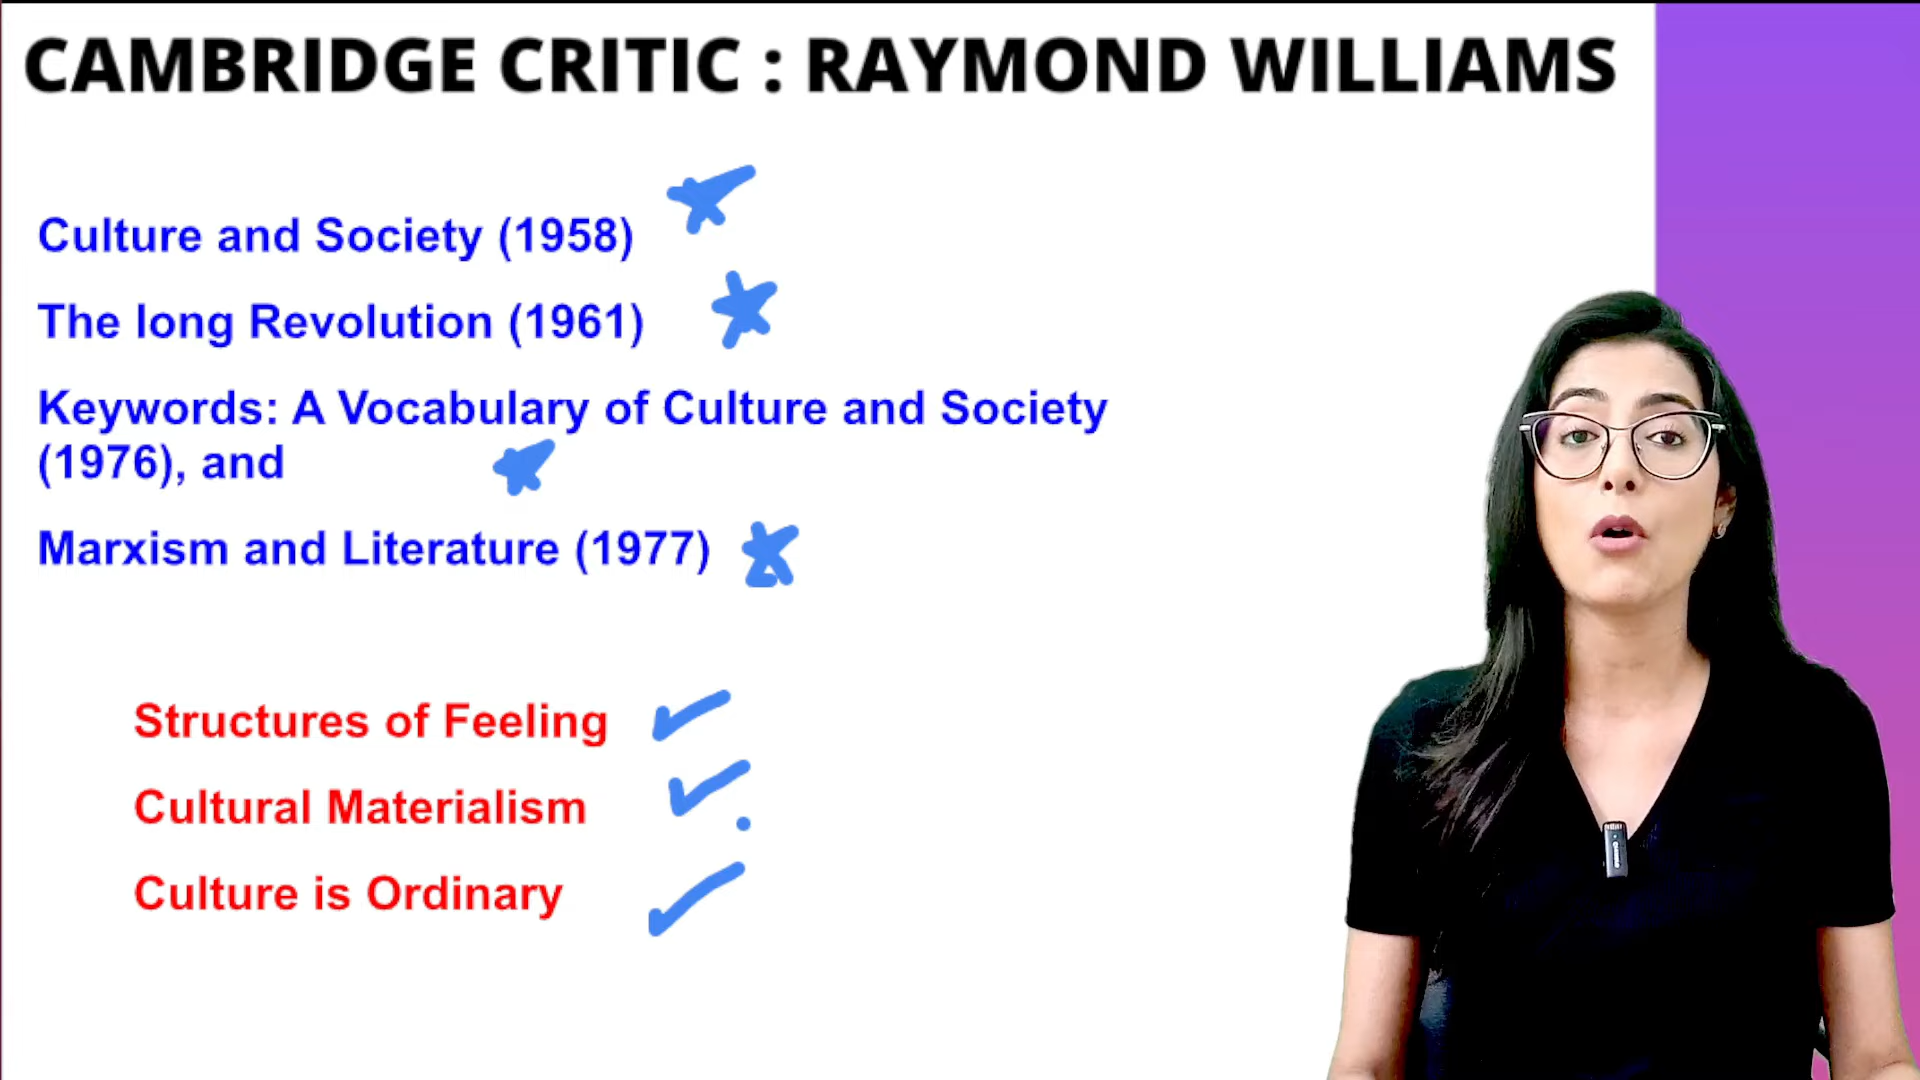 CAMBRIDGE CRITIC : RAYMOND WILLIAMS
Culture and Society (1958)
The long Revolution (1961)
Keywords: A Vocabulary of Culture and Society
(1976), and
Marxism and Literature (1977)
Structures of Feeling
Cultural Materialism
Culture is Ordinary